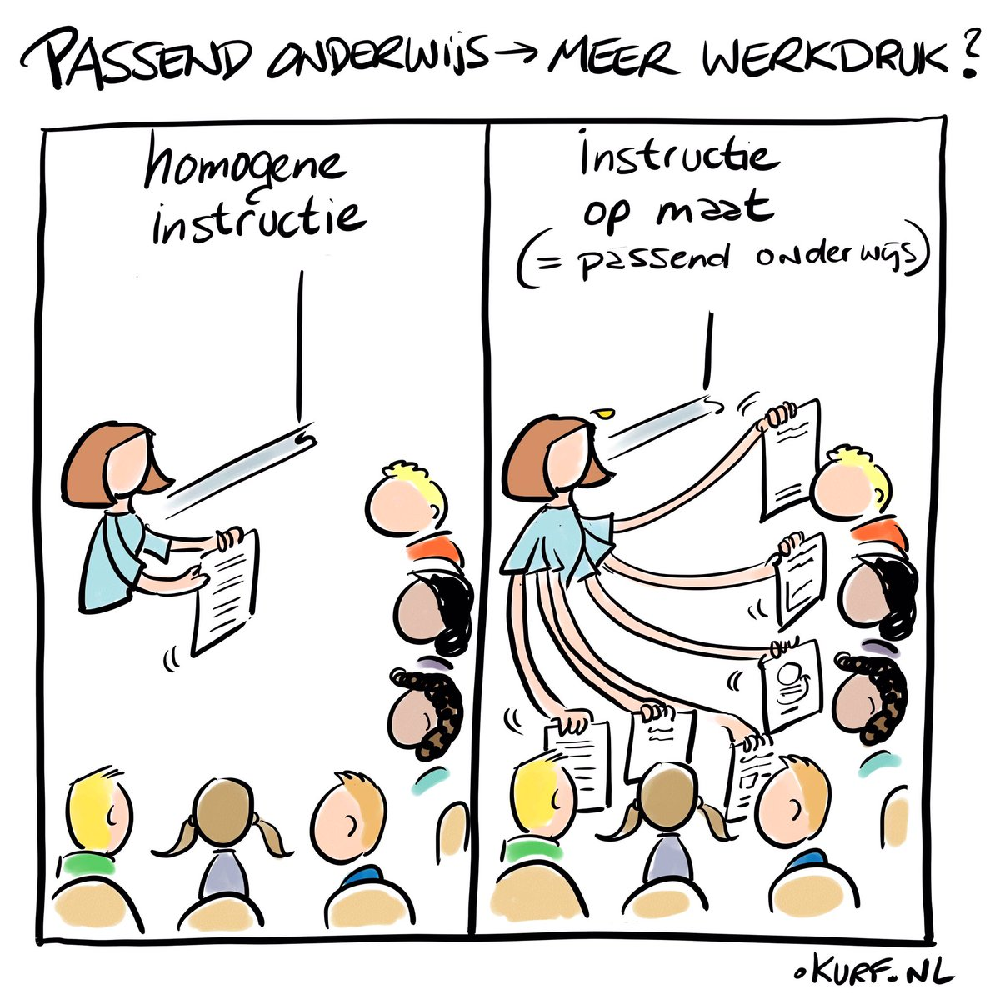 PASSEND ONDERWIJS → MEER WERKDRUK?
homogene
instructie
instructie
op maat
(= passend onderwijs)
.KURF.NL